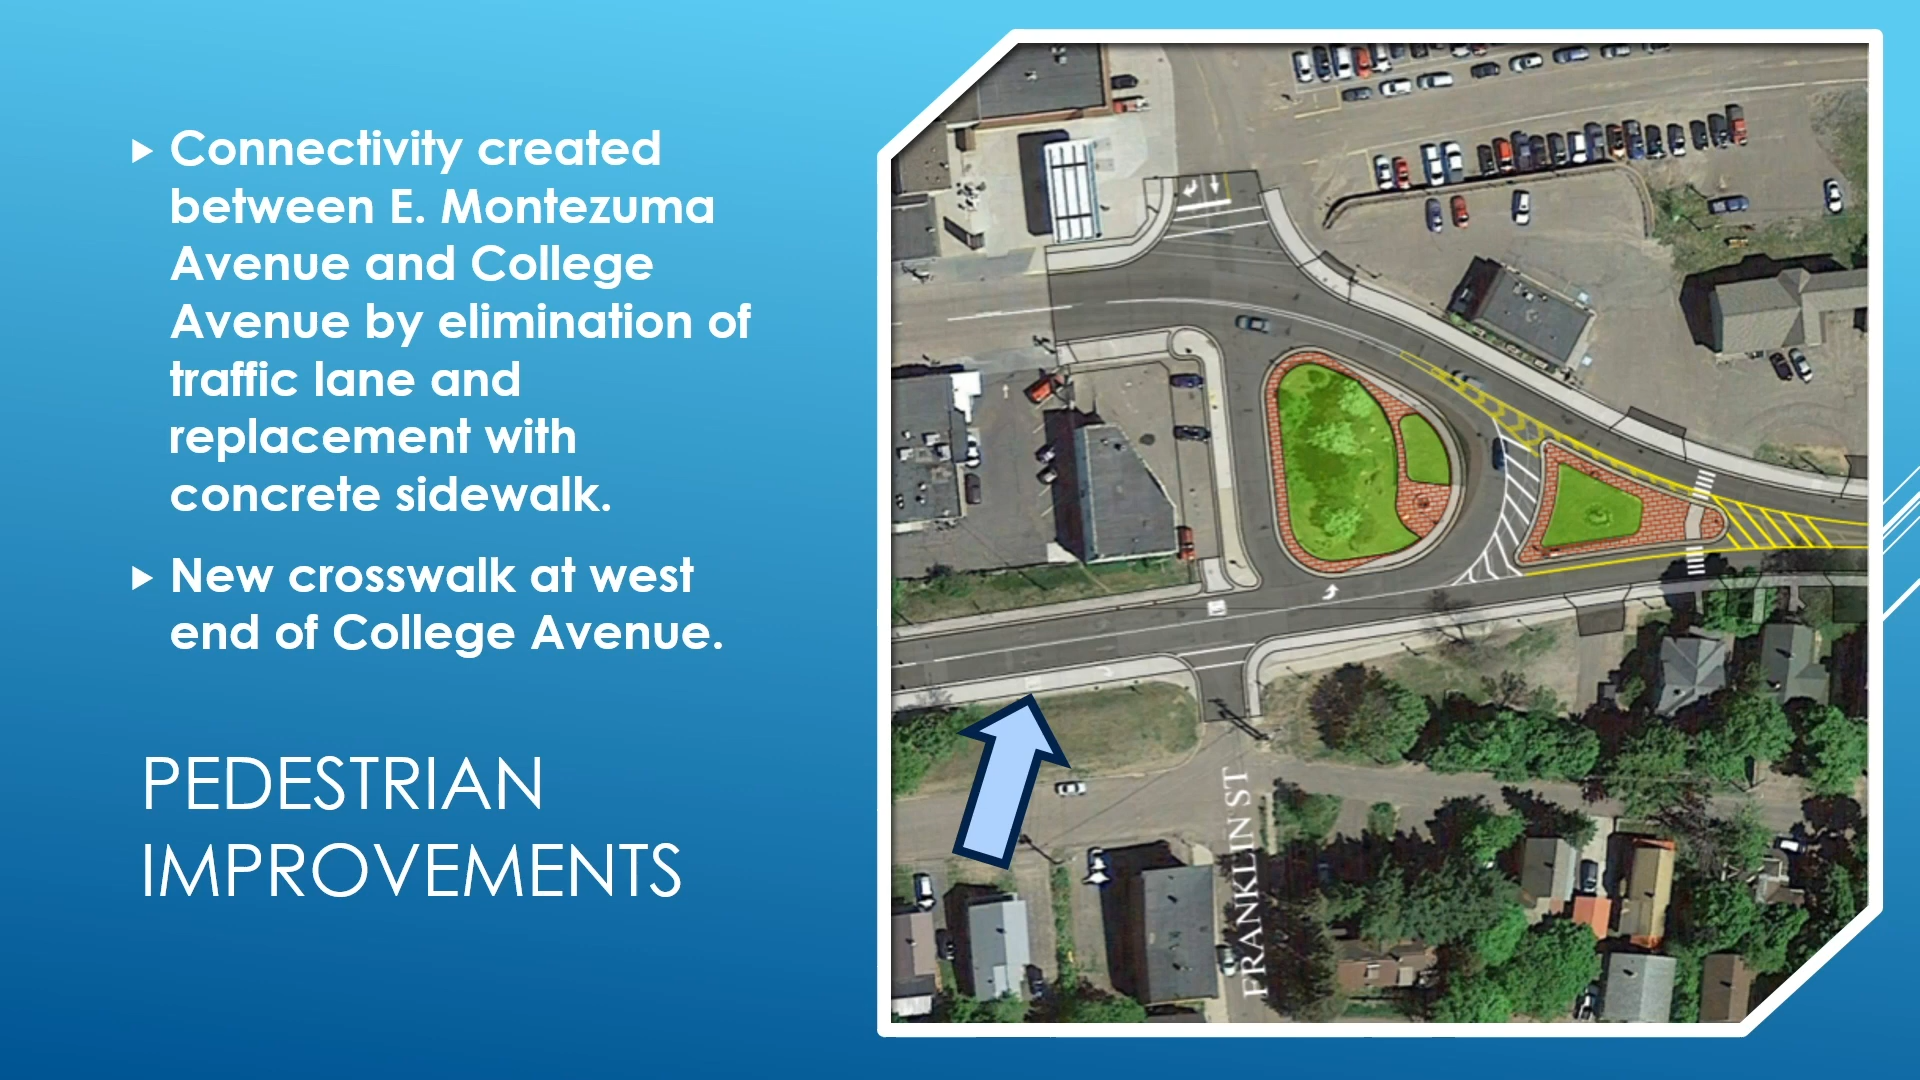 Connectivity created
between E. Montezuma
Avenue and College
Avenue by elimination of
traffic lane and
replacement with
concrete sidewalk.
New crosswalk at west
end of College Avenue.
PEDESTRIAN
IMPROVEMENTS
FRANKLIN ST